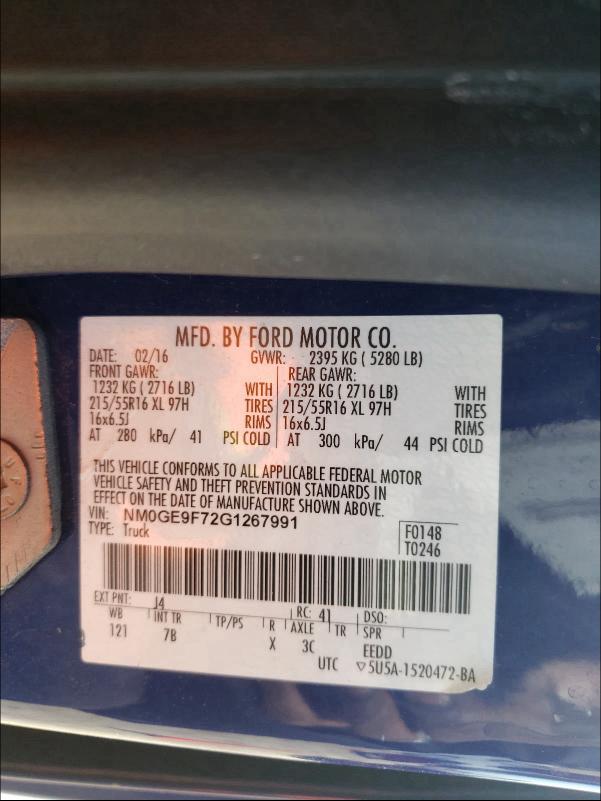 MFD. BY FORD MOTOR CO.
DATE: 02/16 GVWR: 2395 KG ( 5280 LB)
FRONT GAWR: REAR GAWR:
1232 KG ( 2716 LB) WITH 1232 KG ( 2716 LB) WITH
215/55R16 XL 97H TIRES 215/55R16 XL 97H TIRES
16x6.5J RIMS 16x6.5J RIMS
AT 280 kPa/ 41 PSI COLD AT 300 kPa/ 44 PSI COLD
THIS VEHICLE CONFORMS TO ALL APPLICABLE FEDERAL MOTOR
VEHICLE SAFETY AND THEFT PREVENTION STANDARDS IN
EFFECT ON THE DATE OF MANUFACTURE SHOWN ABOVE.
VIN: NM0GE9F72G1267991
TYPE: Truck F0148
T0246
EXT PNT: J4 RC: 41 DSO:
WB INT TR TP/PS R AXLE TR SPR
121 7B X 3C EEDD
UTC ▽5U5A-1520472-BA